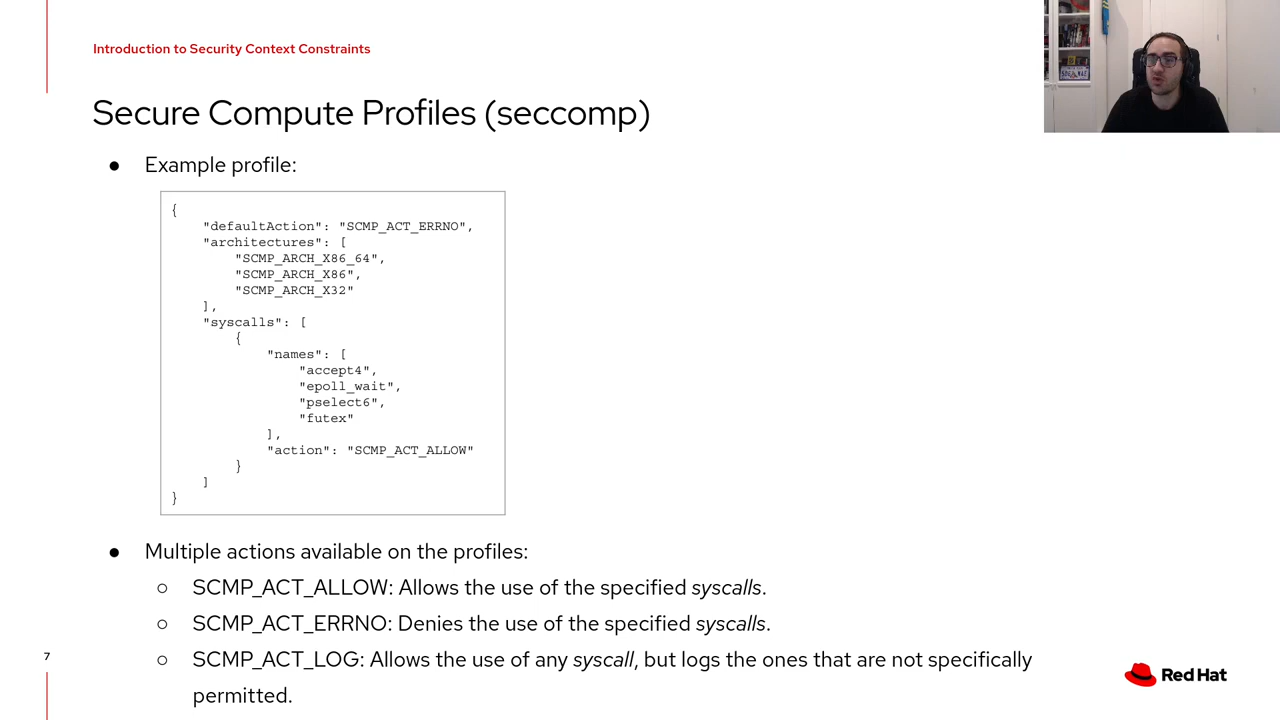 Introduction to Security Context Constraints
Secure Compute Profiles (seccomp)
● Example profile:
{
    "defaultAction": "SCMP_ACT_ERRNO",
    "architectures": [
        "SCMP_ARCH_X86_64",
        "SCMP_ARCH_X86",
        "SCMP_ARCH_X32"
    ],
    "syscalls": [
        {
            "names": [
                "accept4",
                "epoll_wait",
                "pselect6",
                "futex"
            ],
            "action": "SCMP_ACT_ALLOW"
        }
    ]
}
● Multiple actions available on the profiles:
○ SCMP_ACT_ALLOW: Allows the use of the specified syscalls.
○ SCMP_ACT_ERRNO: Denies the use of the specified syscalls.
○ SCMP_ACT_LOG: Allows the use of any syscall, but logs the ones that are not specifically
permitted.
7
Red Hat